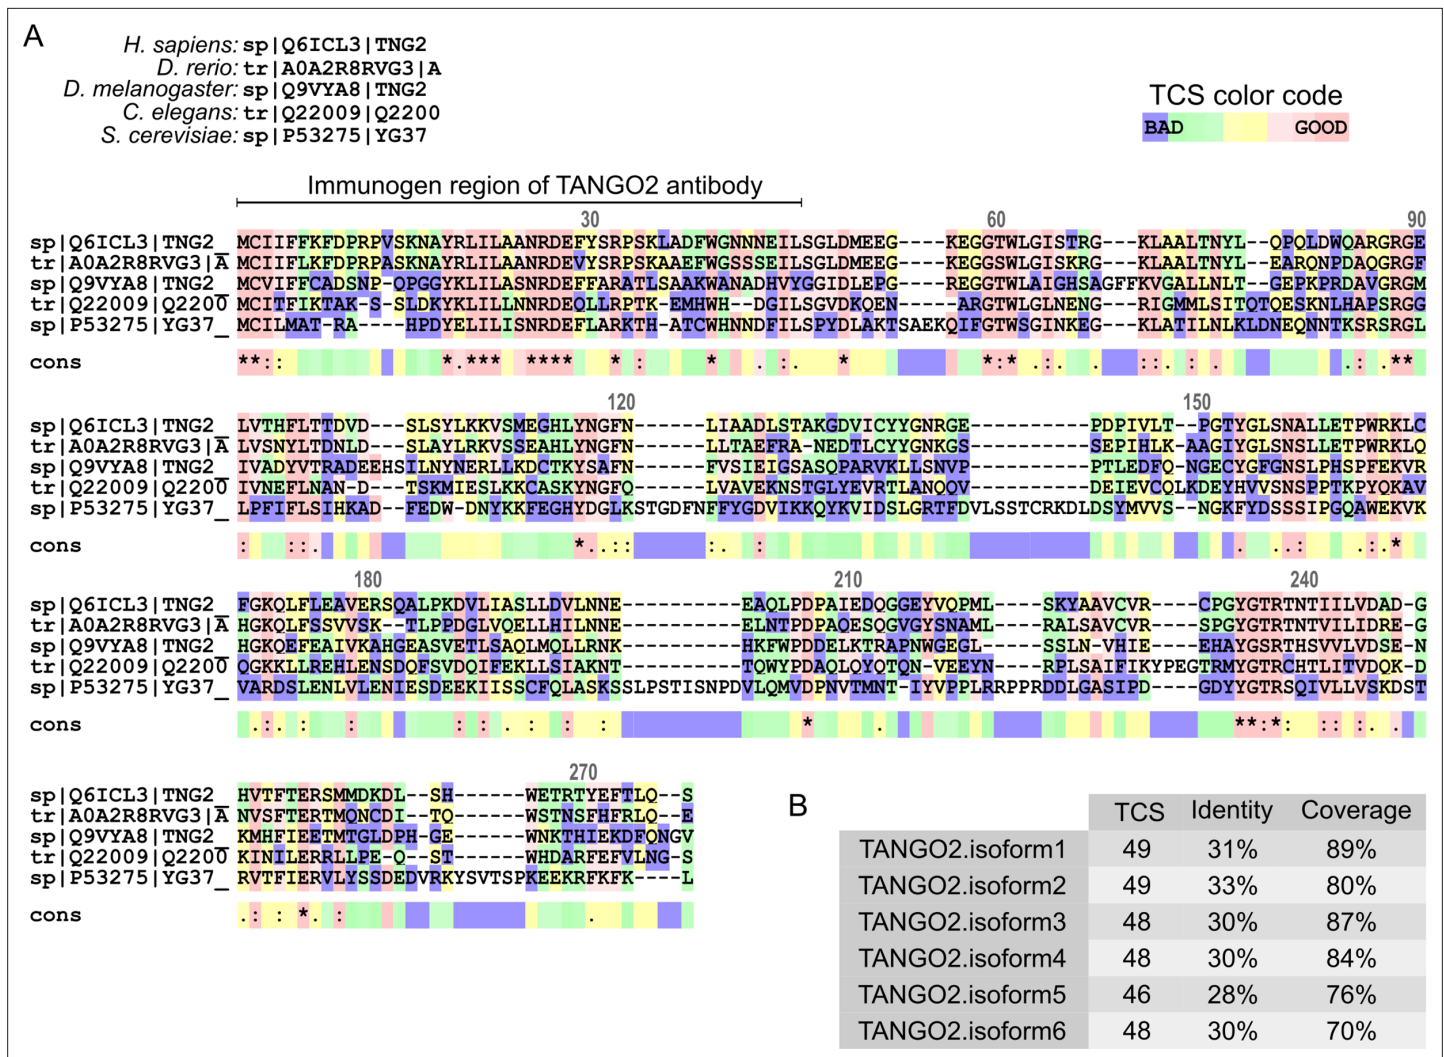 A
H. sapiens: sp|Q6ICL3|TNG2
D. rerio: tr|A0A2R8RVG3|A
D. melanogaster: sp|Q9VYA8|TNG2
C. elegans: tr|Q22009|Q2200
S. cerevisiae: sp|P53275|YG37
TCS color code
BAD GOOD
Immunogen region of TANGO2 antibody
30 60 90
sp|Q6ICL3|TNG2_ MCIIFFKFDPRPVSKNAYRLILAANRDEFYSRPSKLADFWGNNNEILSGLDMEEG----KEGGTWLGISTRG---KLAALTNYL--QPQLDWQARGRGE
tr|A0A2R8RVG3|A MCIIFLKFDPRPASKNAYRLILAANRDEVYSRPSKAAEFWGSSSEILSGLDMEEG----KEGGSWLGISKRG---KLAALTNYL--EARQNPDAQGRGF
sp|Q9VYA8|TNG2_ MCVIFFCADSNP-QPGGYKLILASNRDEFFARATLSAAKWANADHVYGGIDLEPG----REGGTWLAIGHSAGFFKVGALLNLT--GEPKPRDAVGRGM
tr|Q22009|Q2200 MCITFIKTAK-S-SLDKYKLILLNNRDEQLLRPTK-EMHWH--DGILSGVDKQEN-----ARGTWLGLNENG---RIGMMLSITQTQESKNLHAPSRGG
sp|P53275|YG37_ MCILMAT-RA----HPDYELILISNRDEFLARKTH-ATCWHNNDFILSPYDLAKTSAEKQIFGTWSGINKEG---KLATILNLKLDNEQNNTKSRSRGL
cons **:: *.*** **** * : * .:. * *:* .:. ::. : . .: .**
120 150
sp|Q6ICL3|TNG2_ LVTHFLTTDVD---SLSYLKKVSMEGHLYNGFN------LIAADLSTAKGDVICYYGNRGE----------PDPIVLT--PGTYGLSNALLETPWRKLC
tr|A0A2R8RVG3|A LVSNYLTDNLD---SLAYLRKVSSEAHLYNGFN------LLTAEFRA-NEDTLCYYGNKGS----------SEPIHLK-AAGIYGLSNSLLETPWRKLQ
sp|Q9VYA8|TNG2_ IVADYVTRADEEHSILNYNERLLKDCTKYSAFN------FVSIEIGSASQPARVKLLSNVP----------PTLEDFQ-NGECYGFGNSLPHSPFEKVR
tr|Q22009|Q2200 IVNEFLNAN-D---TSKMIESLKKCASKYNGFQ------LVAVEKNSTGLYEVRTLANQQV----------DEIEVCQLKDEYHVVSNSPPTKPYQKAV
sp|P53275|YG37_ LPFIFLSIHKAD--FEDW-DNYKKFEGHYDGLKSTGDFNFFYGDVIKKQYKVIDSLGRTFDVLSSTCRKDLDSYMVVS--NGKFYDSSSIPGQAWEKVK
cons : ::. *..:: :. : . ..: .:*
180 210 240
sp|Q6ICL3|TNG2_ FGKQLFLEAVERSQALPKDVLIASLLDVLNNE----------EAQLPDPAIEDQGGEYVQPML----SKYAAVCVR----CPGYGTRTNTIILVDAD-G
tr|A0A2R8RVG3|A HGKQLFSSVVSK--TLPPDGLVQELLHILNNE----------ELNTPDPAQESQGVGYSNAML----RALSAVCVR----SPGYGSRTNTVILIDRE-G
sp|Q9VYA8|TNG2_ HGKQEFEAIVKAHGEASVETLSAQLMQLLRNK----------HKFWPDDELKTRAPNWGEGL-----SSLN-VHIE----EHAYGSRTHSVVLVDSE-N
tr|Q22009|Q2200 QGKKLLREHLENSDQFSVDQIFEKLLSIAKNT----------TQWYPDAQLQYQTQN-VEEYN----RPLSAIFIKYPEGTRMYGTRCHTLITVDQK-D
sp|P53275|YG37_ VARDSLENLVLENIESDEEKIISSCFQLASKSSLPSTISNPDVLQMVDPNVTMNT-IYVPPLRRPPRDDLGASIPD----GDYYGTRSQIVLLVSKDST
cons .:. : : : : . : : : * . **:*: :: :. .
270
sp|Q6ICL3|TNG2_ HVTFTERSMMDKDL--SH------WETRTYEFTLQ--S
tr|A0A2R8RVG3|A NVSFTERTMQNCDI--TQ------WSTNSFHFRLQ--E
sp|Q9VYA8|TNG2_ KMHFIEETMTGLDPH-GE------WNKTHIEKDFQNGV
tr|Q22009|Q2200 KINILERRLLPE-Q--ST------WHDARFEFVLNG-S
sp|P53275|YG37_ RVTFIERVLYSSDEDVRKYSVTSPKEEKRFKFK----L
cons .: : *. : .
B
TCS Identity Coverage
TANGO2.isoform1 49 31% 89%
TANGO2.isoform2 49 33% 80%
TANGO2.isoform3 48 30% 87%
TANGO2.isoform4 48 30% 84%
TANGO2.isoform5 46 28% 76%
TANGO2.isoform6 48 30% 70%